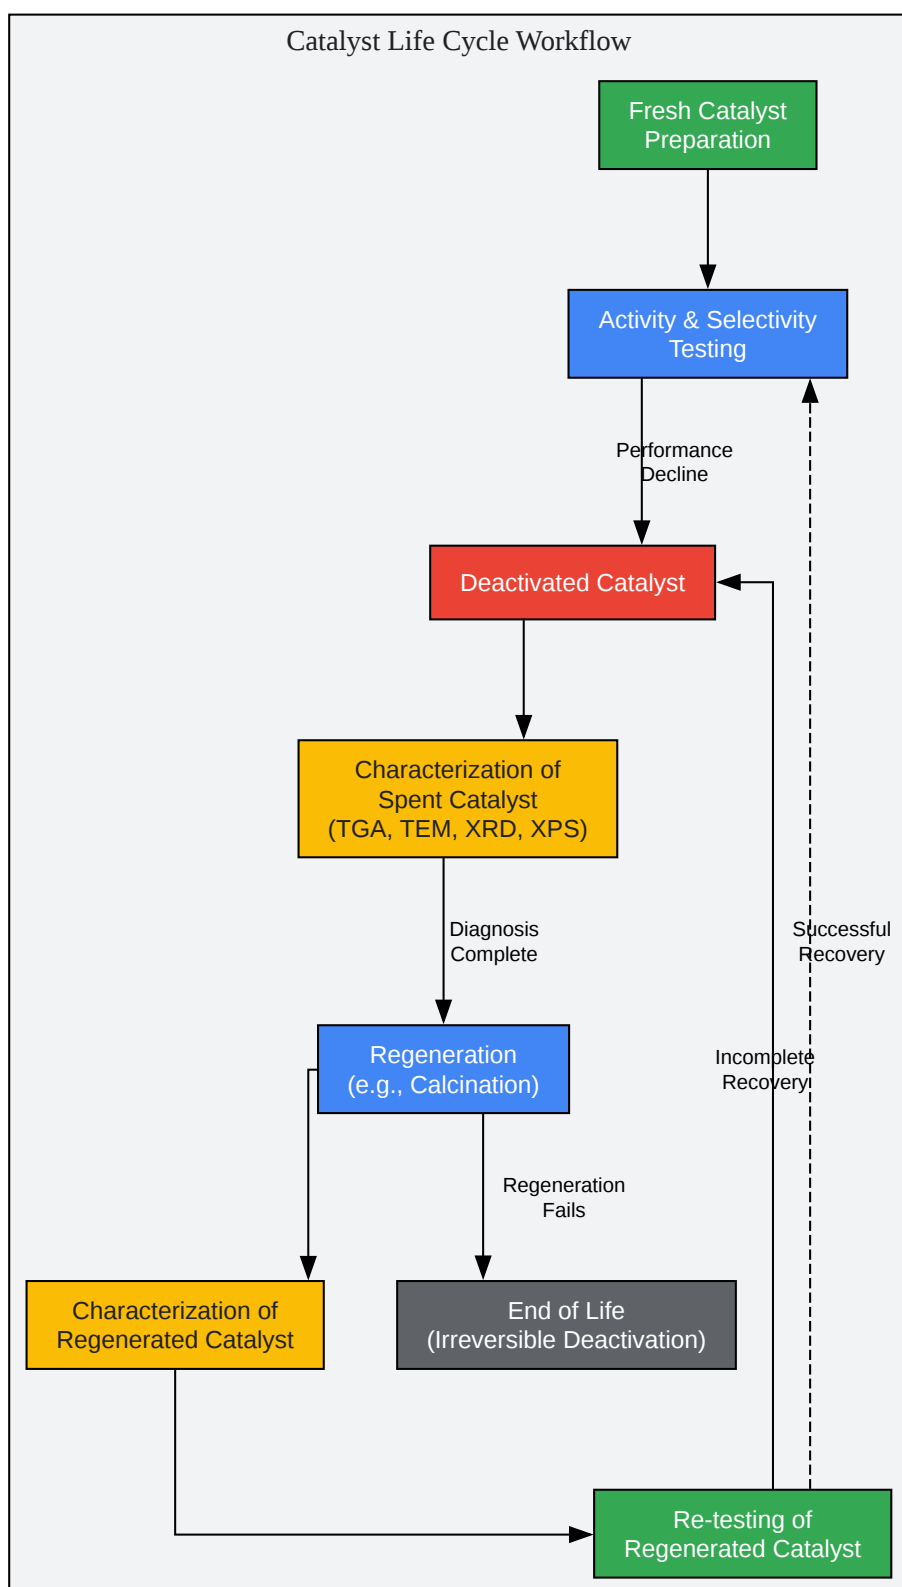 Catalyst Life Cycle Workflow
Fresh Catalyst
Preparation
Activity & Selectivity
Testing
Performance
Decline
Deactivated Catalyst
Characterization of
Spent Catalyst
(TGA, TEM, XRD, XPS)
Diagnosis
Complete
Successful
Recovery
Regeneration
(e.g., Calcination)
Incomplete
Recovery
Regeneration
Fails
Characterization of
Regenerated Catalyst
End of Life
(Irreversible Deactivation)
Re-testing of
Regenerated Catalyst